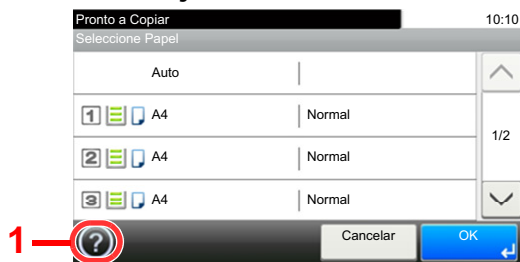 Pronto a Copiar 10:10
Seleccione Papel
Auto
1 A4 Normal
2 A4 Normal
1/2
3 A4 Normal
1 ? Cancelar OK